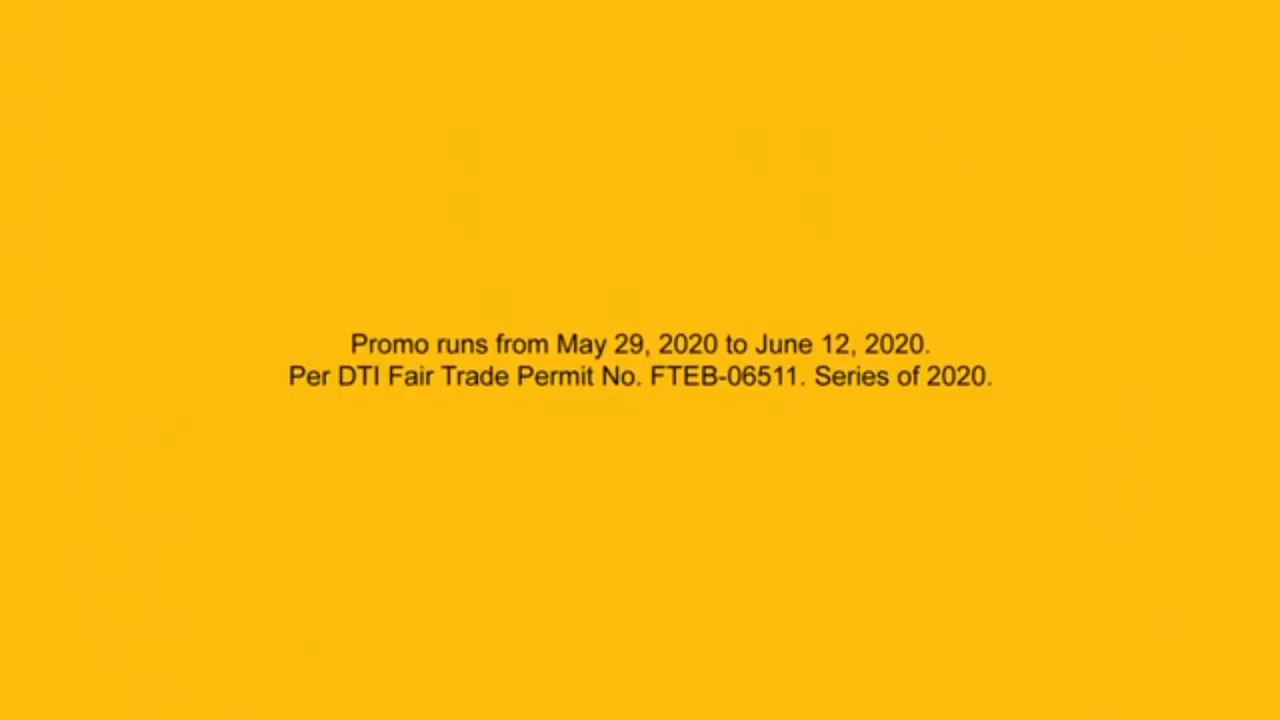 Promo runs from May 29, 2020 to June 12, 2020.
Per DTI Fair Trade Permit No. FTEB-06511. Series of 2020.